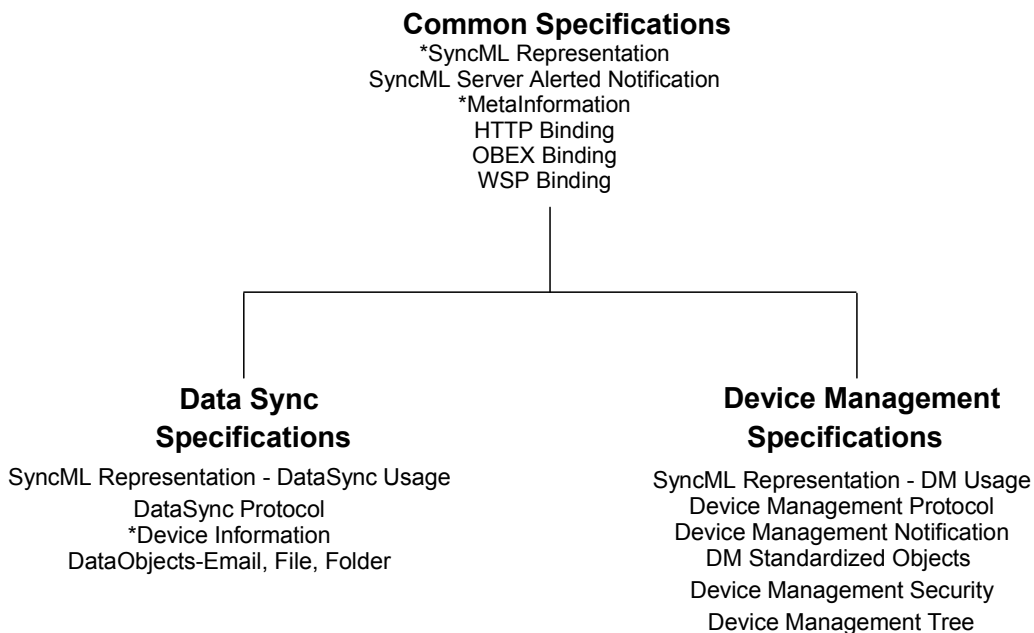 Common Specifications
*SyncML Representation
SyncML Server Alerted Notification
*MetaInformation
HTTP Binding
OBEX Binding
WSP Binding
Data Sync
Specifications
SyncML Representation - DataSync Usage
DataSync Protocol
*Device Information
DataObjects-Email, File, Folder
Device Management
Specifications
SyncML Representation - DM Usage
Device Management Protocol
Device Management Notification
DM Standardized Objects
Device Management Security
Device Management Tree